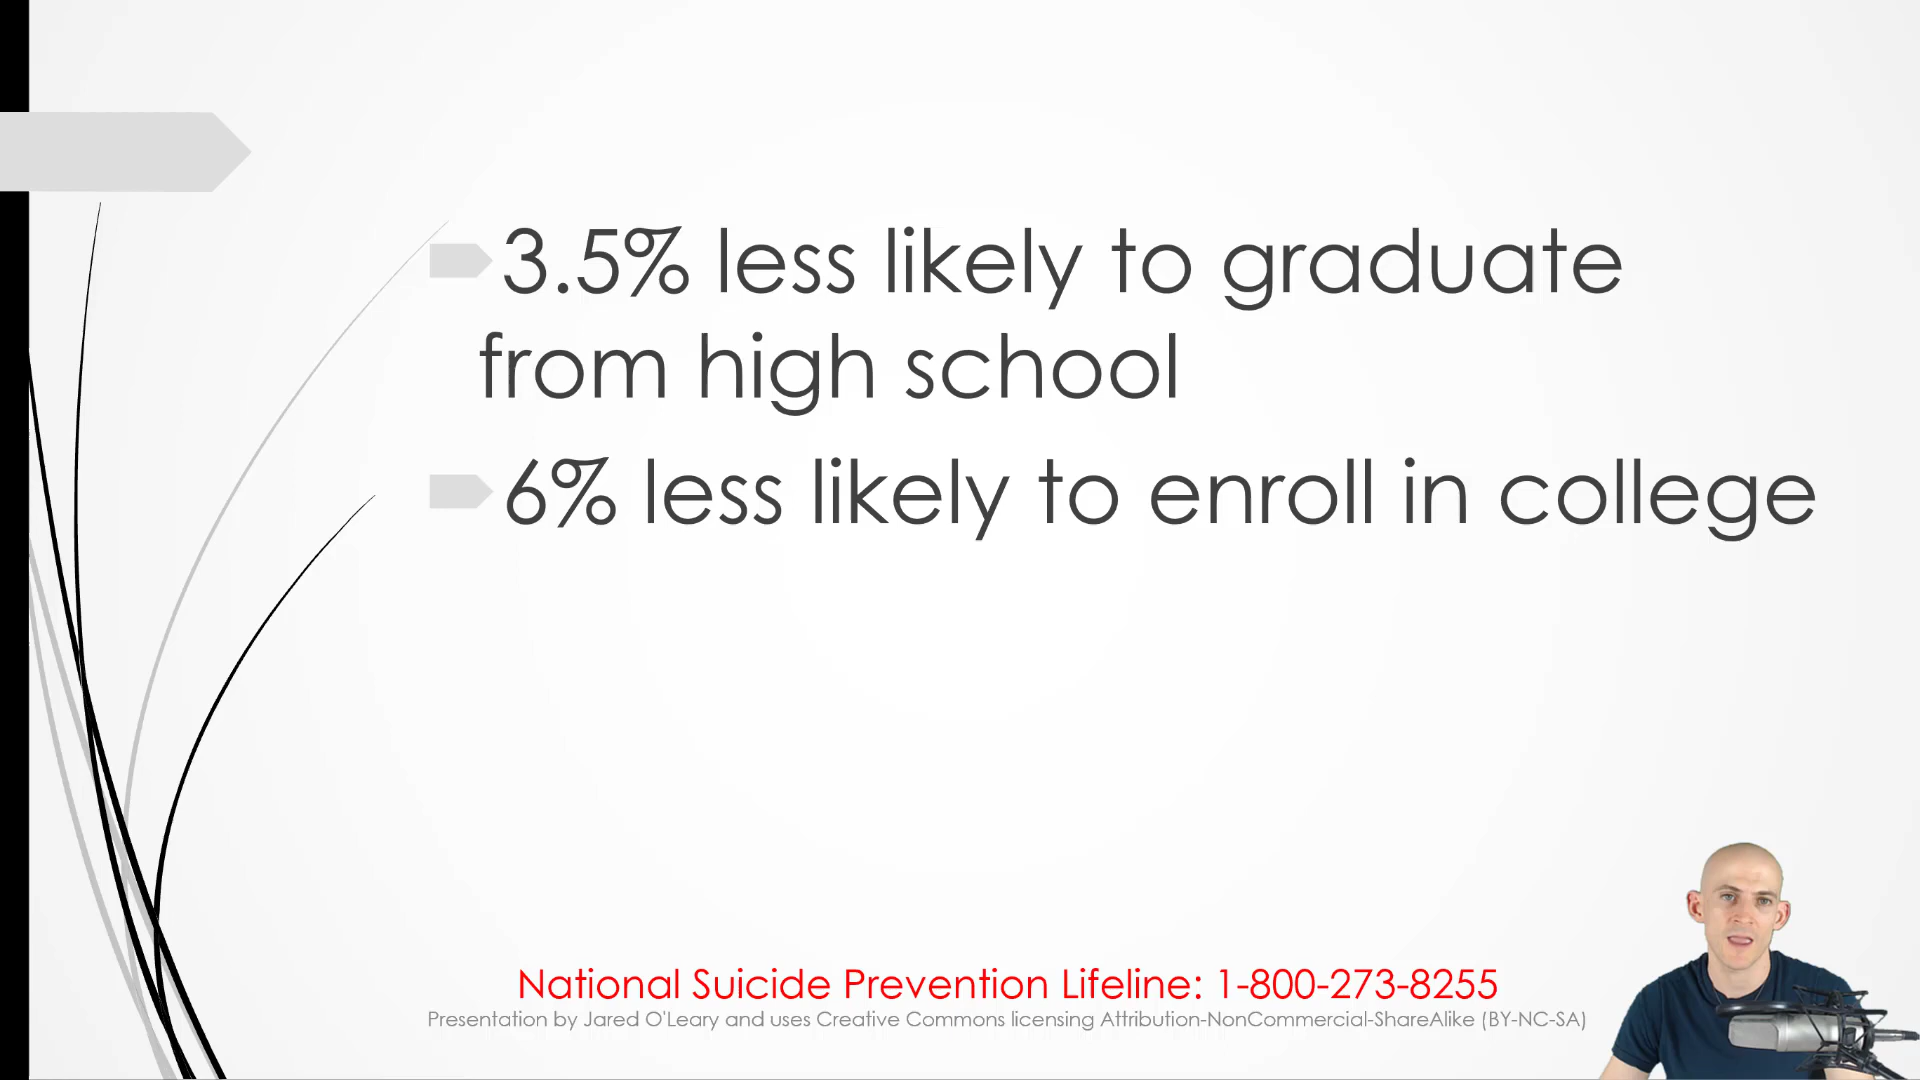 3.5% less likely to graduate
from high school
6% less likely to enroll in college
National Suicide Prevention Lifeline: 1-800-273-8255
Presentation by Jared O'Leary and uses Creative Commons licensing Attribution-NonCommercial-ShareAlike (BY-NC-SA)